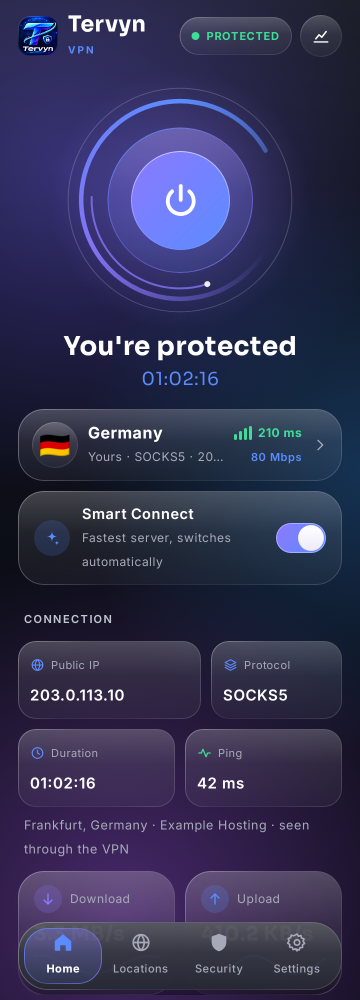 Tervyn
Tervyn
VPN
PROTECTED
You're protected
01:02:16
Germany
210 ms
Yours · SOCKS5 · 20...
80 Mbps
Smart Connect
Fastest server, switches
automatically
CONNECTION
Public IP
Protocol
203.0.113.10
SOCKS5
Duration
Ping
01:02:16
42 ms
Frankfurt, Germany · Example Hosting · seen
through the VPN
Download
Upload
Home
Locations
Security
Settings